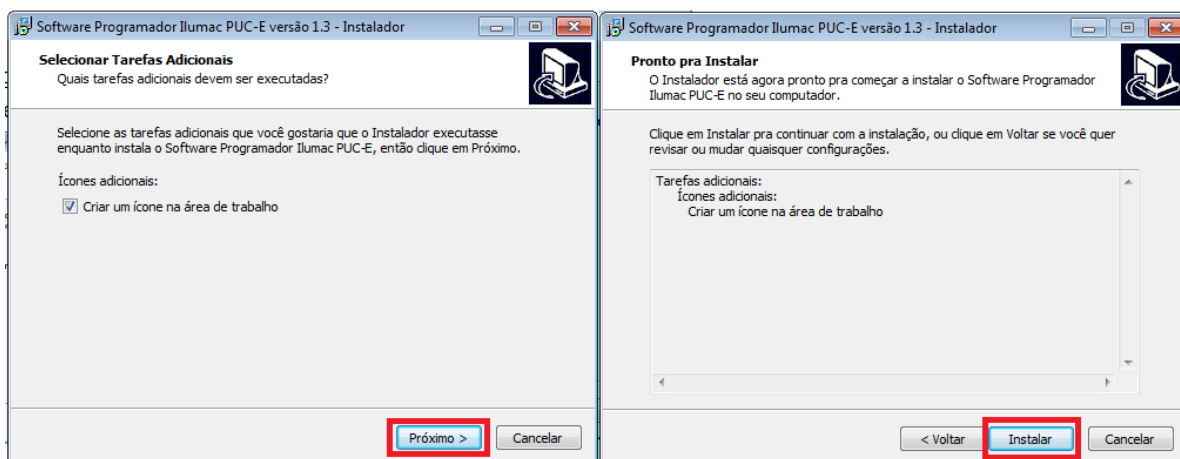 Software Programador Ilumac PUC-E versão 1.3 - Instalador
Selecionar Tarefas Adicionais
Quais tarefas adicionais devem ser executadas?
Selecione as tarefas adicionais que você gostaria que o Instalador executasse
enquanto instala o Software Programador Ilumac PUC-E, então clique em Próximo.
Ícones adicionais:
Criar um ícone na área de trabalho
Próximo >
Cancelar
Software Programador Ilumac PUC-E versão 1.3 - Instalador
Pronto pra Instalar
O Instalador está agora pronto pra começar a instalar o Software Programador
Ilumac PUC-E no seu computador.
Clique em Instalar pra continuar com a instalação, ou clique em Voltar se você quer
revisar ou mudar quaisquer configurações.
Tarefas adicionais:
Ícones adicionais:
Criar um ícone na área de trabalho
< Voltar
Instalar
Cancelar